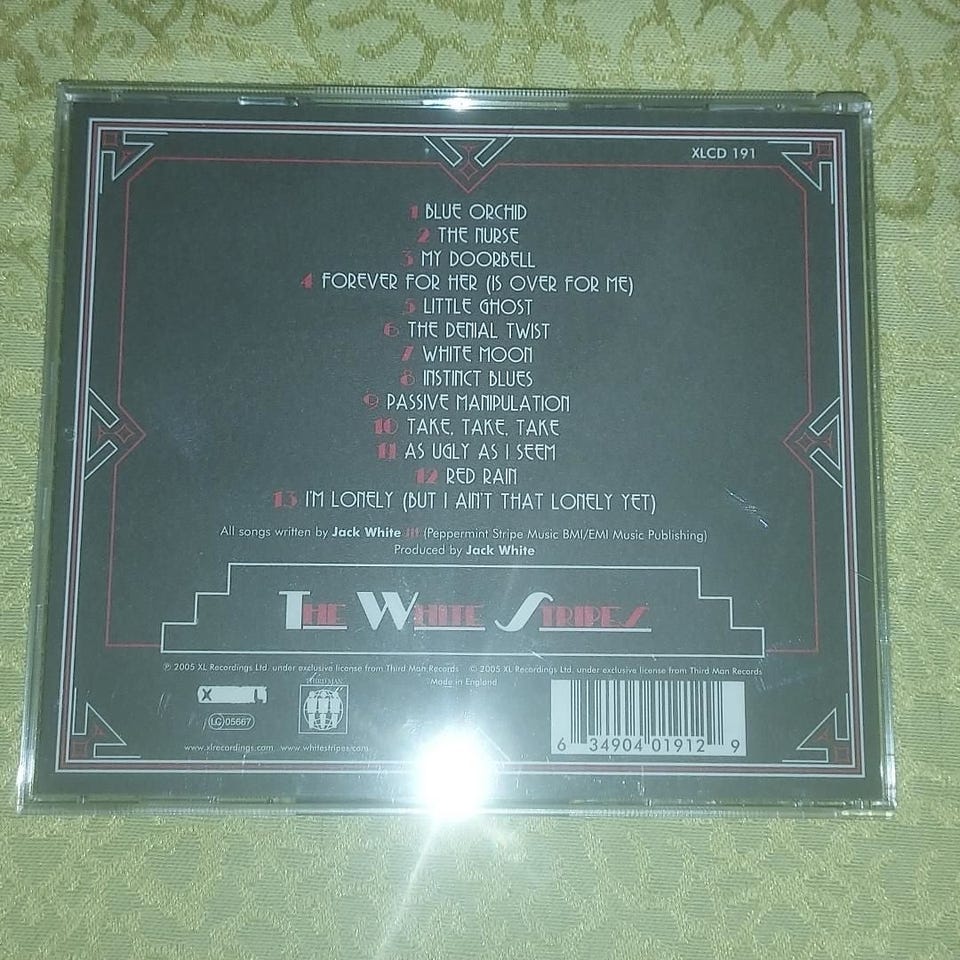 XLCD 191
1 BLUE ORCHID
2 THE NURSE
3 MY DOORBELL
4 FOREVER FOR HER (IS OVER FOR ME)
5 LITTLE GHOST
6 THE DENIAL TWIST
7 WHITE MOON
8 INSTINCT BLUES
9 PASSIVE MANIPULATION
10 TAKE, TAKE, TAKE
11 AS UGLY AS I SEEM
12 RED RAIN
13 I'M LONELY (BUT I AIN'T THAT LONELY YET)
All songs written by Jack White III (Peppermint Stripe Music BMI/EMI Music Publishing)
Produced by Jack White
THE WHITE STRIPES
℗ 2005 XL Recordings Ltd. under exclusive license from Third Man Records © 2005 XL Recordings Ltd. under exclusive license from Third Man Records
Made in England
X L
THIRD MAN
LC 05667
www.xlrecordings.com www.whitestripes.com
6 34904 01912 9